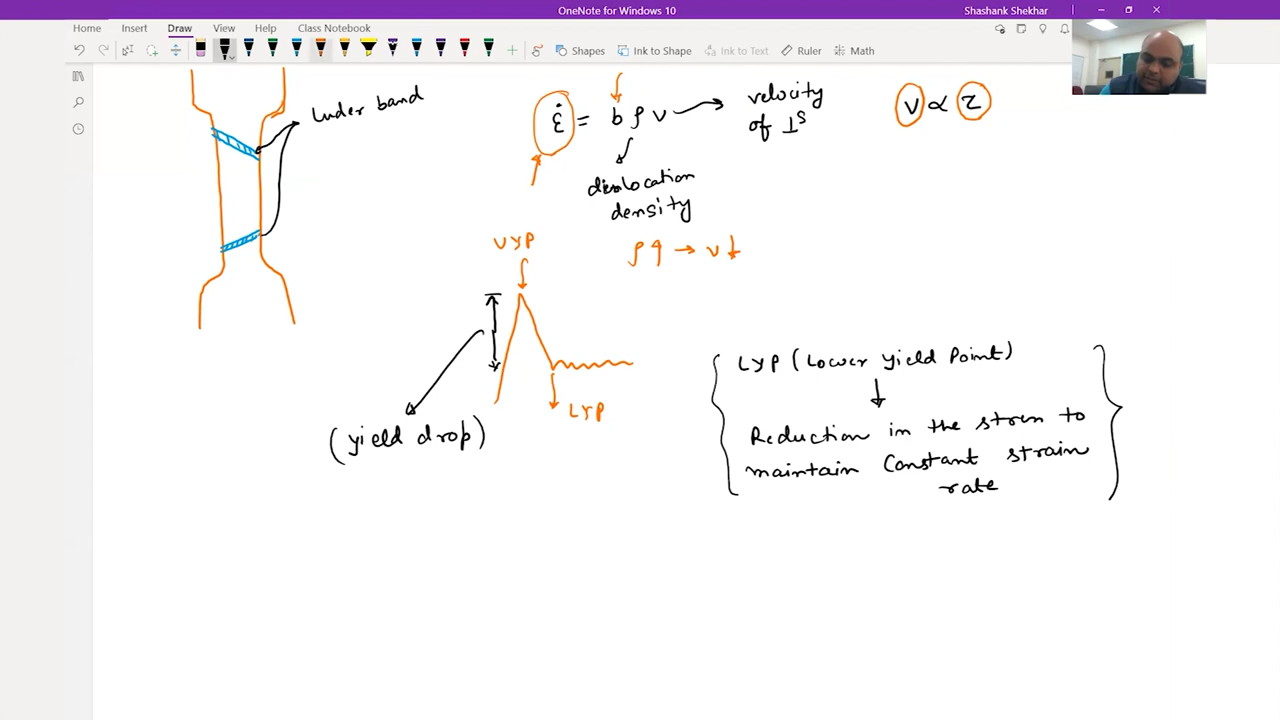 OneNote for Windows 10
Shashank Shekhar
Home Insert Draw View Help Class Notebook
Shapes Ink to Shape Ink to Text Ruler Math
Luder band
ε̇ = b ρ v
velocity
of ⊥s
v ∝ τ
dislocation
density
ρ↑ → v↓
UYP
LYP
(yield drop)
LYP (Lower yield Point)
↓
Reduction in the stress to
maintain Constant strain
rate